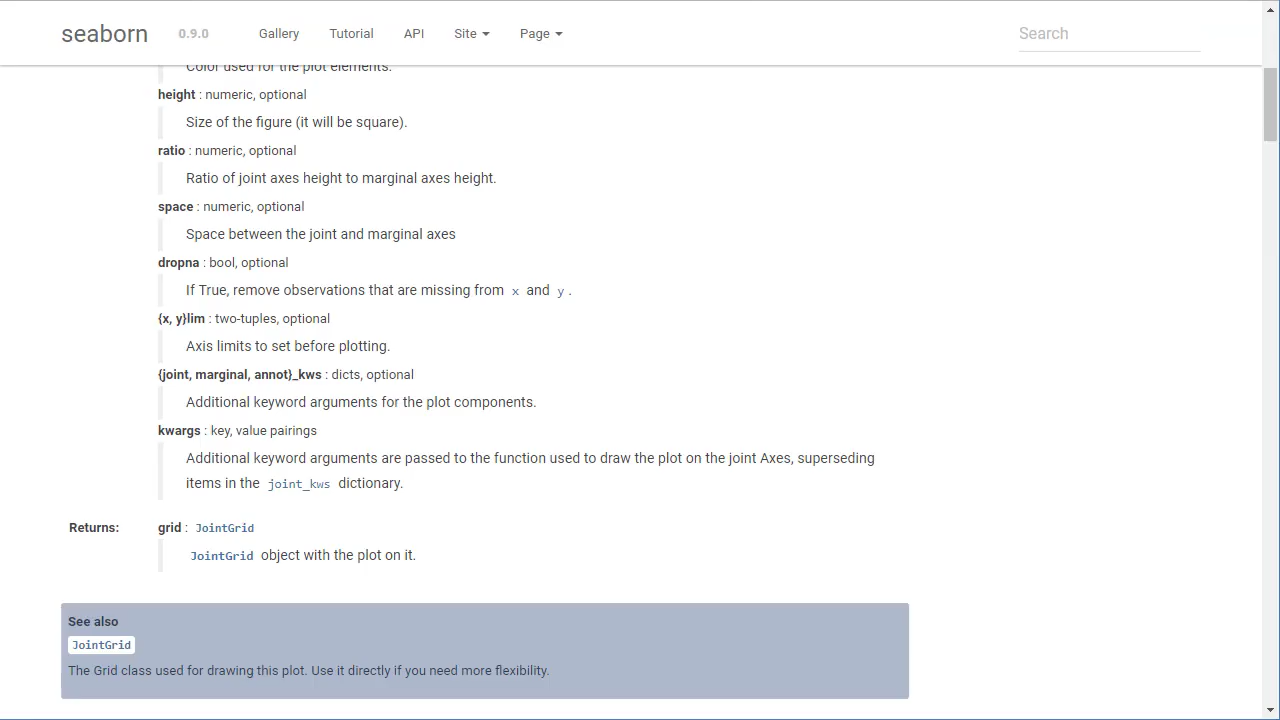 seaborn 0.9.0 Gallery Tutorial API Site Page Search
Color used for the plot elements.
height : numeric, optional
Size of the figure (it will be square).
ratio : numeric, optional
Ratio of joint axes height to marginal axes height.
space : numeric, optional
Space between the joint and marginal axes
dropna : bool, optional
If True, remove observations that are missing from x and y .
{x, y}lim : two-tuples, optional
Axis limits to set before plotting.
{joint, marginal, annot}_kws : dicts, optional
Additional keyword arguments for the plot components.
kwargs : key, value pairings
Additional keyword arguments are passed to the function used to draw the plot on the joint Axes, superseding
items in the joint_kws dictionary.
Returns: grid : JointGrid
JointGrid object with the plot on it.
See also
JointGrid
The Grid class used for drawing this plot. Use it directly if you need more flexibility.